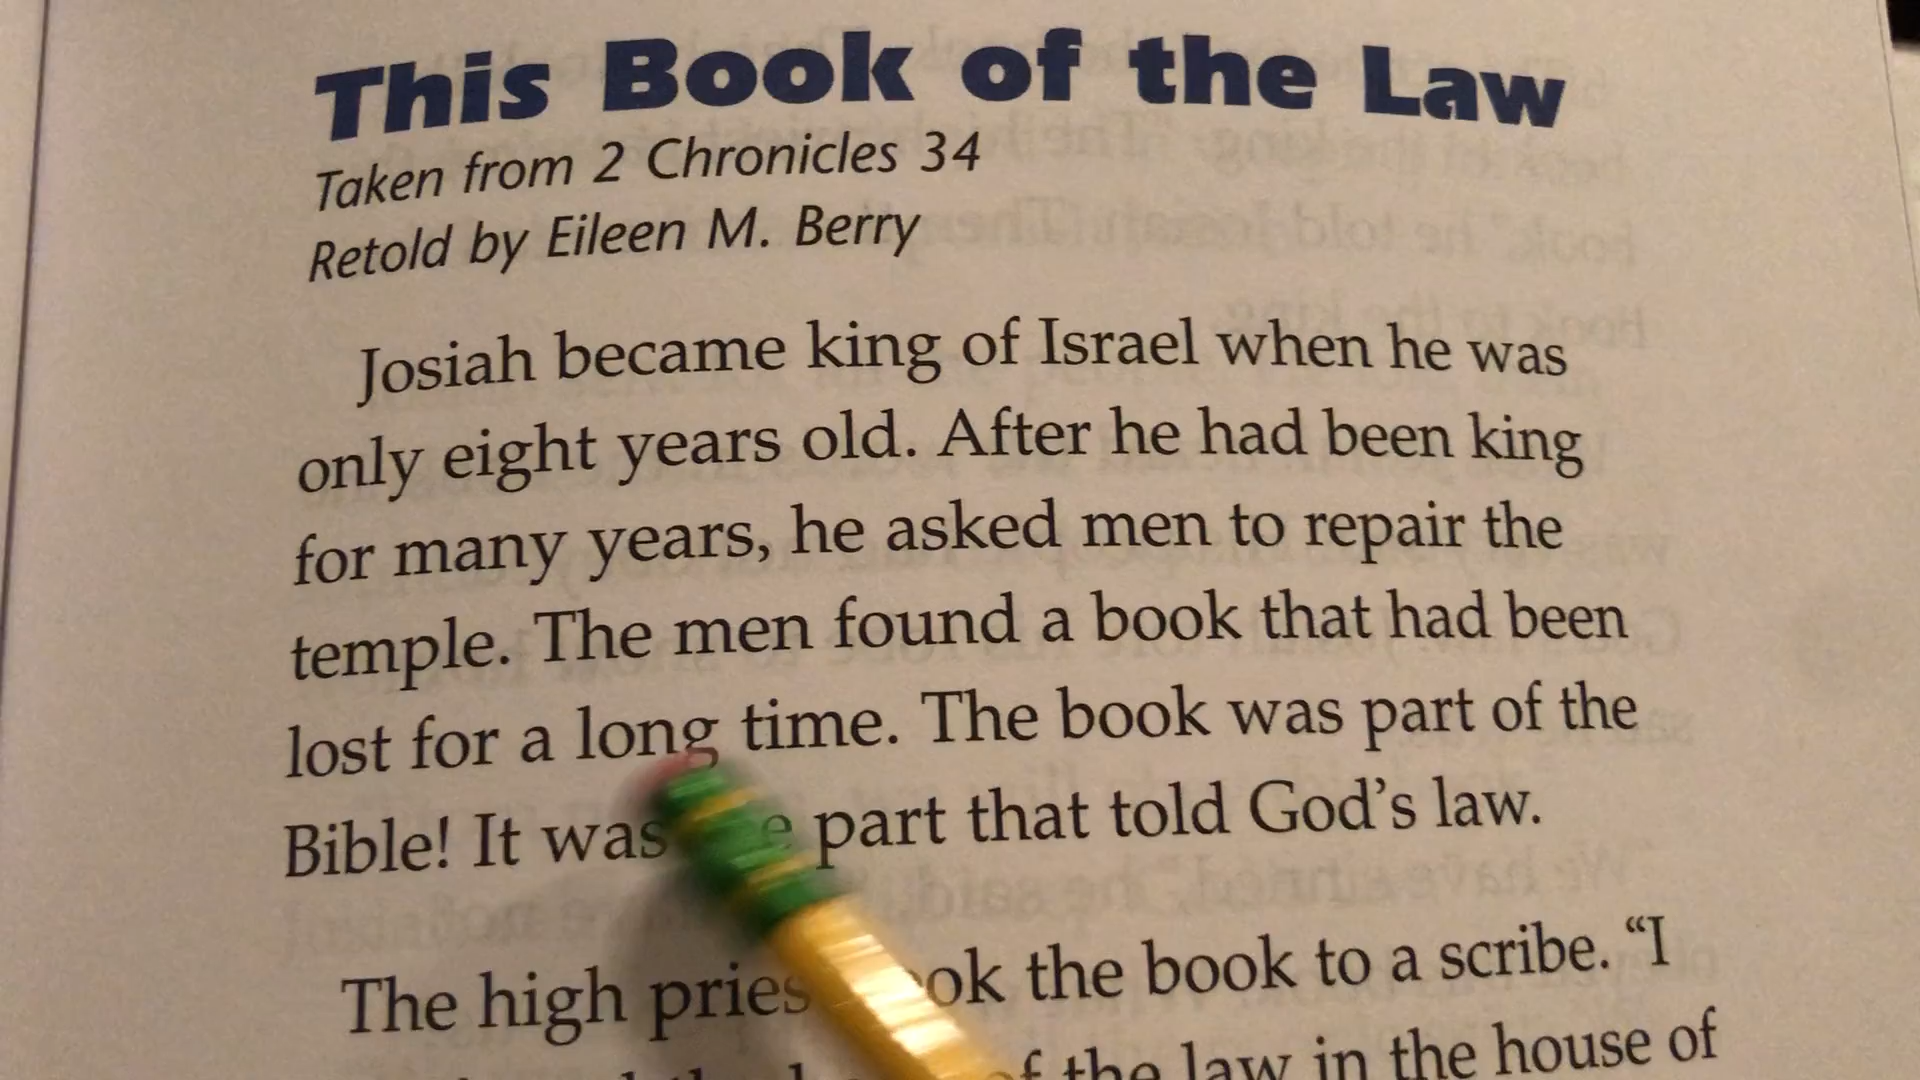 This Book of the Law
Taken from 2 Chronicles 34
Retold by Eileen M. Berry
Josiah became king of Israel when he was
only eight years old. After he had been king
for many years, he asked men to repair the
temple. The men found a book that had been
lost for a long time. The book was part of the
Bible! It was part that told God's law.
The high the book to a scribe. “I
the law in the house of